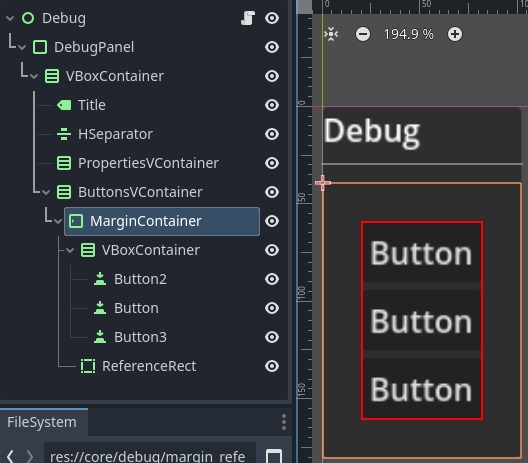 Debug
DebugPanel
VBoxContainer
Title
HSeparator
PropertiesVContainer
ButtonsVContainer
MarginContainer
VBoxContainer
Button2
Button
Button3
ReferenceRect
FileSystem
res://core/debug/margin_refe
0
50
10
194.9 %
0
50
100
150
Debug
Button
Button
Button